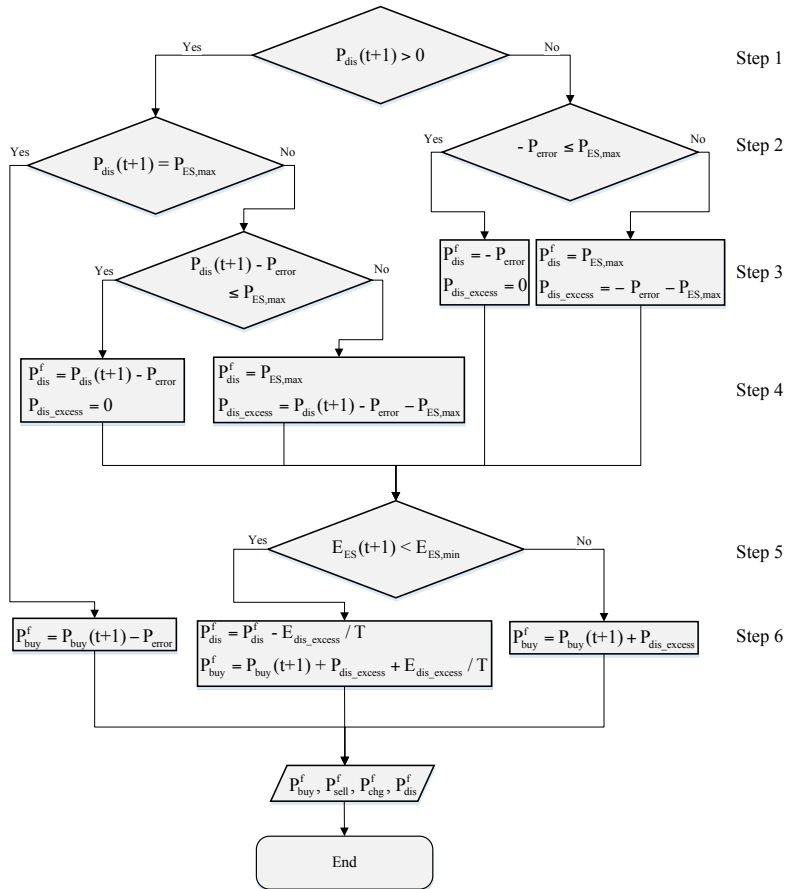 Yes
No
P_dis(t+1) > 0
Step 1
Yes
No
P_dis(t+1) = P_ES,max
Yes
No
- P_error ≤ P_ES,max
Step 2
Yes
No
P_dis(t+1) - P_error
≤ P_ES,max
P^f_dis = - P_error
P_dis_excess = 0
P^f_dis = P_ES,max
P_dis_excess = − P_error − P_ES,max
Step 3
P^f_dis = P_dis(t+1) - P_error
P_dis_excess = 0
P^f_dis = P_ES,max
P_dis_excess = P_dis(t+1) - P_error − P_ES,max
Step 4
Yes
No
E_ES(t+1) < E_ES,min
Step 5
P^f_buy = P_buy(t+1) − P_error
P^f_dis = P^f_dis - E_dis_excess / T
P^f_buy = P_buy(t+1) + P_dis_excess + E_dis_excess / T
P^f_buy = P_buy(t+1) + P_dis_excess
Step 6
P^f_buy, P^f_sell, P^f_chg, P^f_dis
End